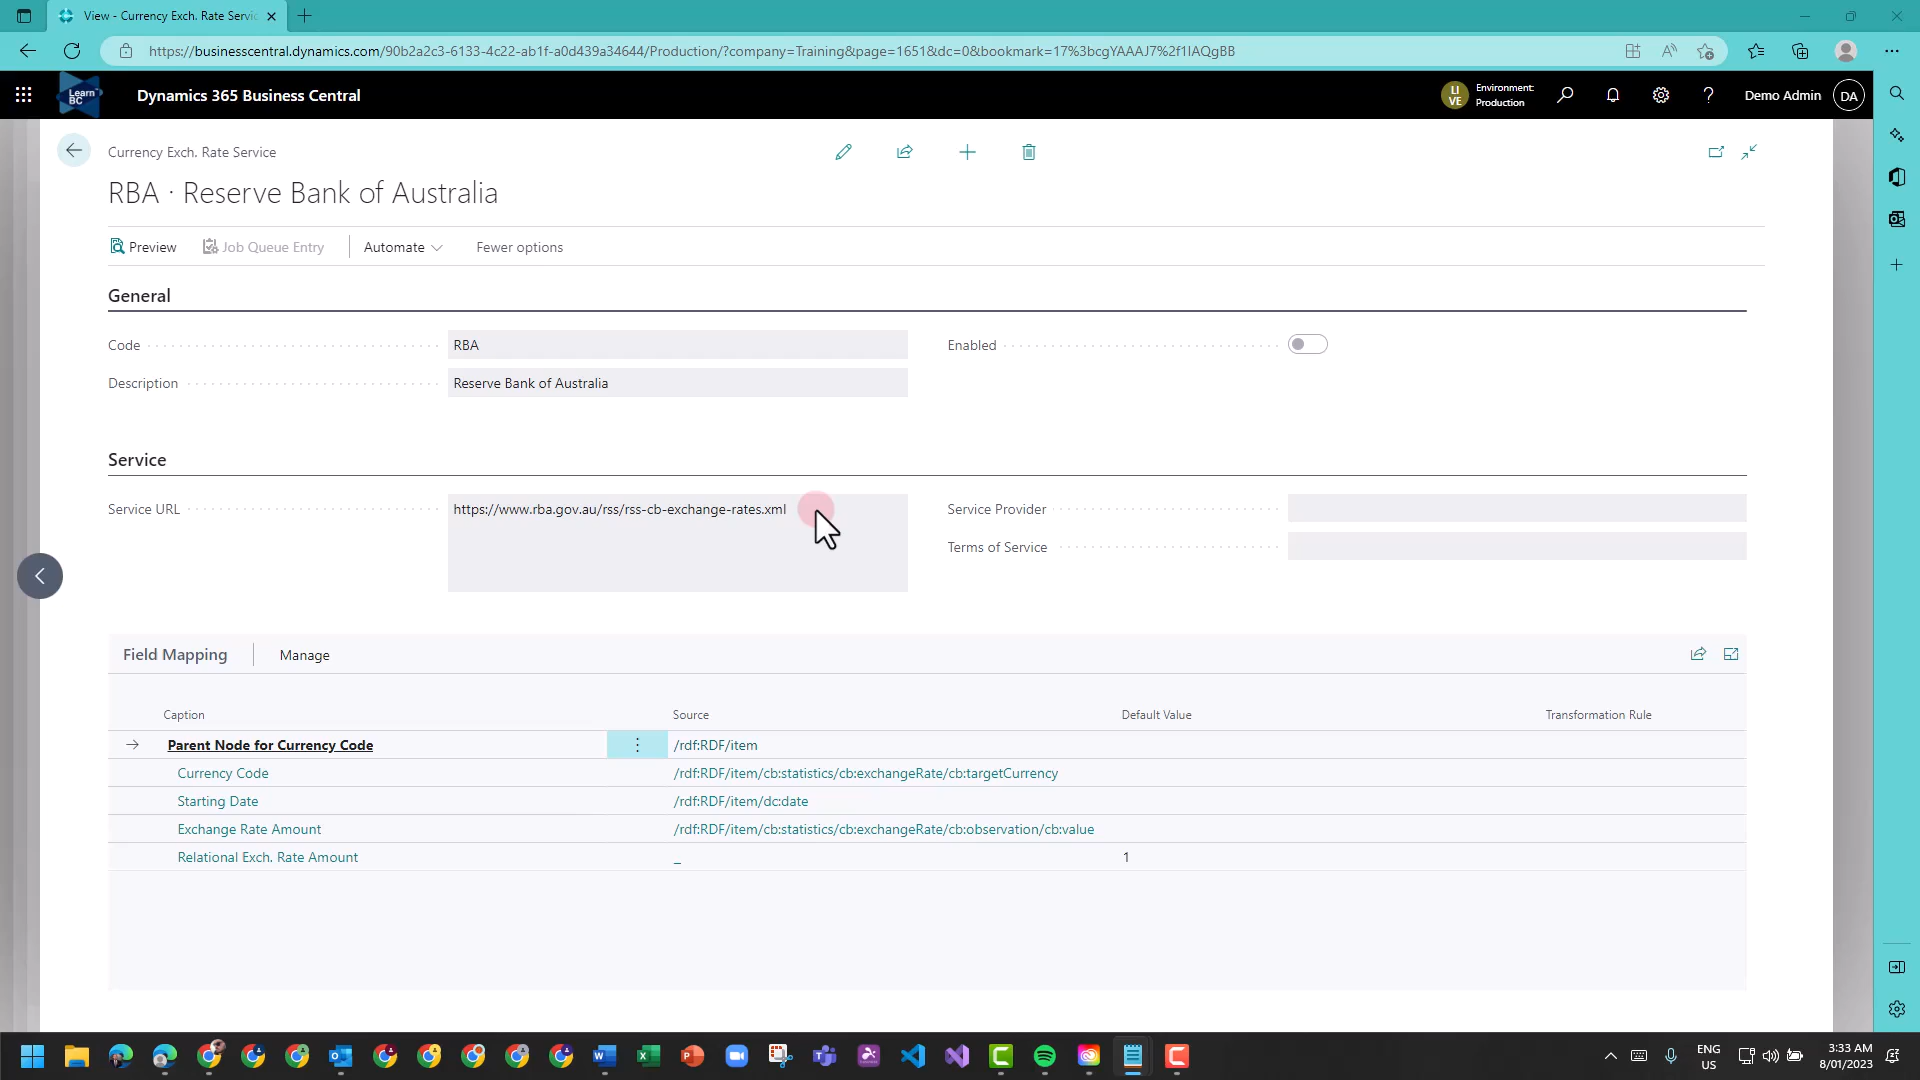 View - Currency Exch. Rate Servic
https://businesscentral.dynamics.com/90b2a2c3-6133-4c22-ab1f-a0d439a34644/Production/?company=Training&page=1651&dc=0&bookmark=17%3bcgYAAAJ7%2f1IAQgBB
Learn BC
Dynamics 365 Business Central
LI VE
Environment: Production
Demo Admin
DA
Currency Exch. Rate Service
RBA · Reserve Bank of Australia
Preview
Job Queue Entry
Automate
Fewer options
General
Code
RBA
Enabled
Description
Reserve Bank of Australia
Service
Service URL
https://www.rba.gov.au/rss/rss-cb-exchange-rates.xml
Service Provider
Terms of Service
Field Mapping
Manage
Caption
Source
Default Value
Transformation Rule
Parent Node for Currency Code
/rdf:RDF/item
Currency Code
/rdf:RDF/item/cb:statistics/cb:exchangeRate/cb:targetCurrency
Starting Date
/rdf:RDF/item/dc:date
Exchange Rate Amount
/rdf:RDF/item/cb:statistics/cb:exchangeRate/cb:observation/cb:value
Relational Exch. Rate Amount
_
1
ENG
US
3:33 AM
8/01/2023